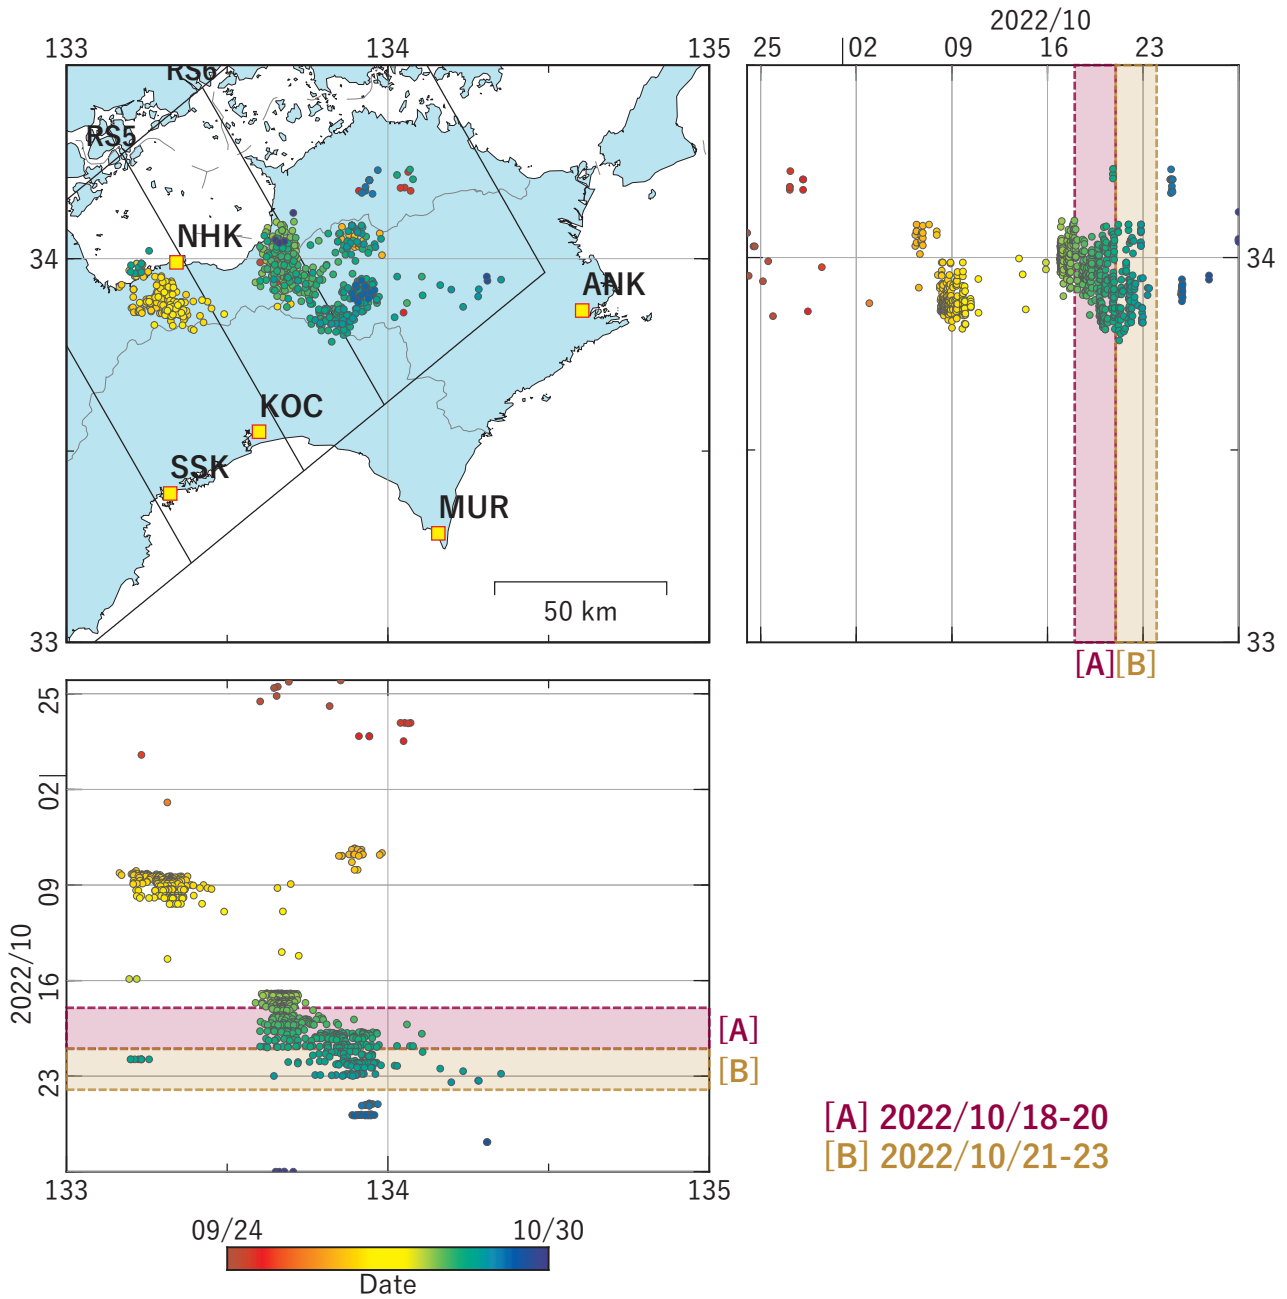 2022/10
133 134 135
25 02 09 16 23
RS6
RS5
NHK
34
34
ANK
KOC
SSK
MUR
50 km
33
33
[A] [B]
25
02
09
16
23
2022/10
[A]
[B]
133 134 135
[A] 2022/10/18-20
[B] 2022/10/21-23
09/24 10/30
Date